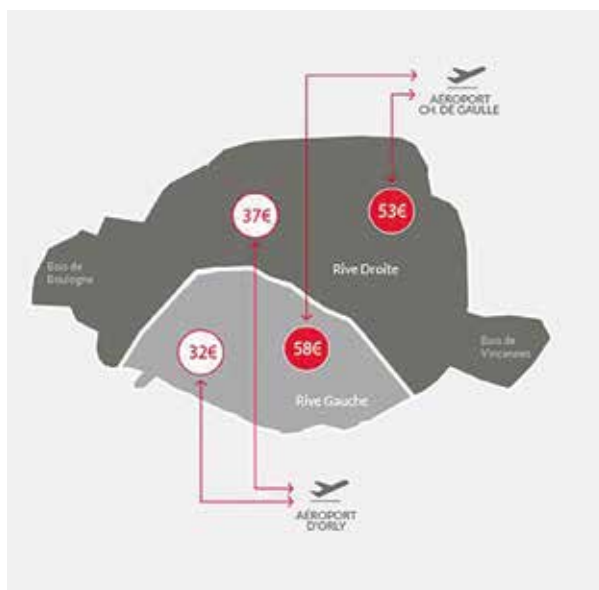 AÉROPORT
CH. DE GAULLE
37€
53€
Bois de
Boulogne
Rive Droite
32€
58€
Bois de
Vincennes
Rive Gauche
AÉROPORT
D'ORLY